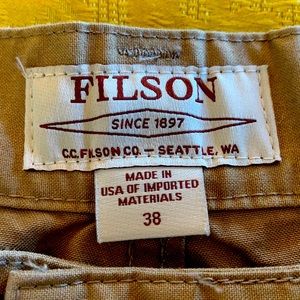 FILSON
SINCE 1897
C.C. FILSON CO. — SEATTLE, WA
MADE IN
USA OF IMPORTED
MATERIALS
38